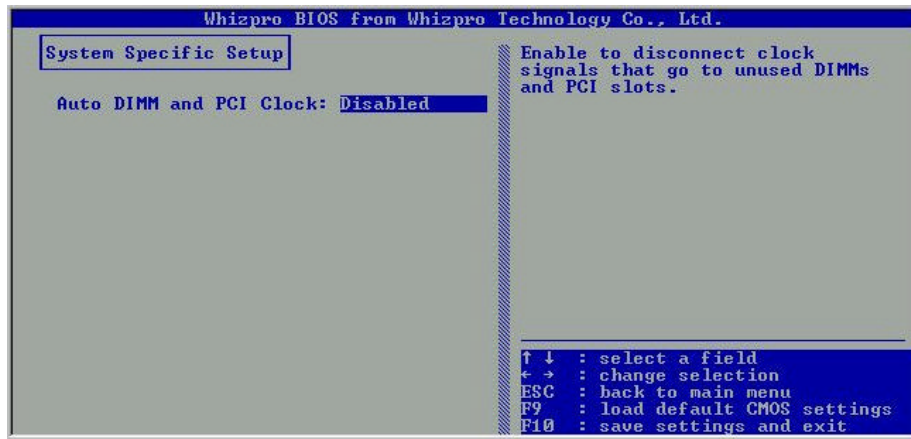 Whizpro BIOS from Whizpro Technology Co., Ltd.
System Specific Setup
Auto DIMM and PCI Clock: Disabled
Enable to disconnect clock
signals that go to unused DIMMs
and PCI slots.
↑ ↓ : select a field
← → : change selection
ESC : back to main menu
F9 : load default CMOS settings
F10 : save settings and exit